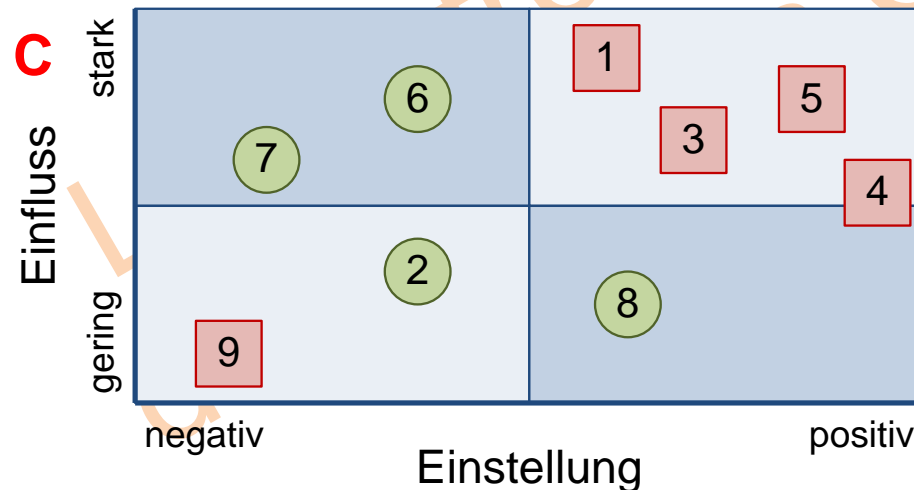 C
stark
Einfluss
gering
1
5
6
3
7
4
2
8
9
negativ
positiv
Einstellung